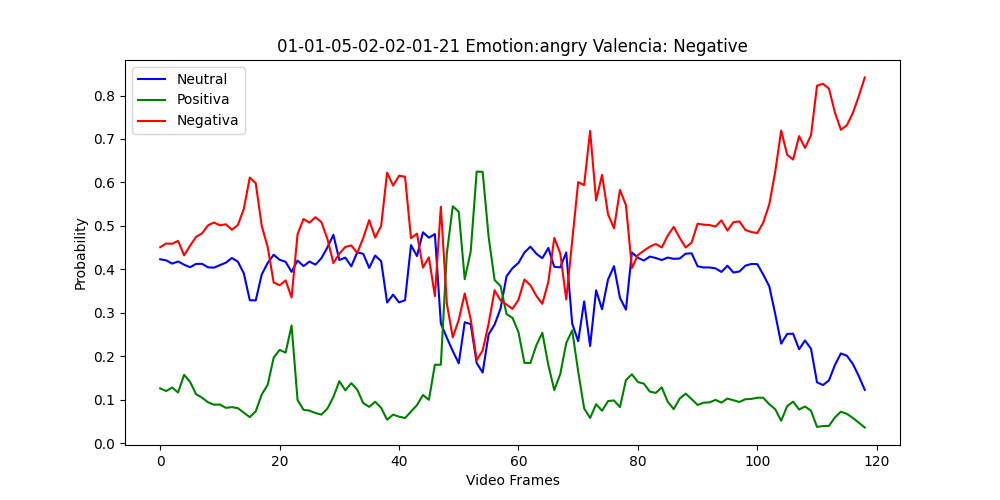 01-01-05-02-02-01-21 Emotion:angry Valencia: Negative
Neutral
Positiva
Negativa
Probability
0.8
0.7
0.6
0.5
0.4
0.3
0.2
0.1
0.0
0 20 40 60 80 100 120
Video Frames